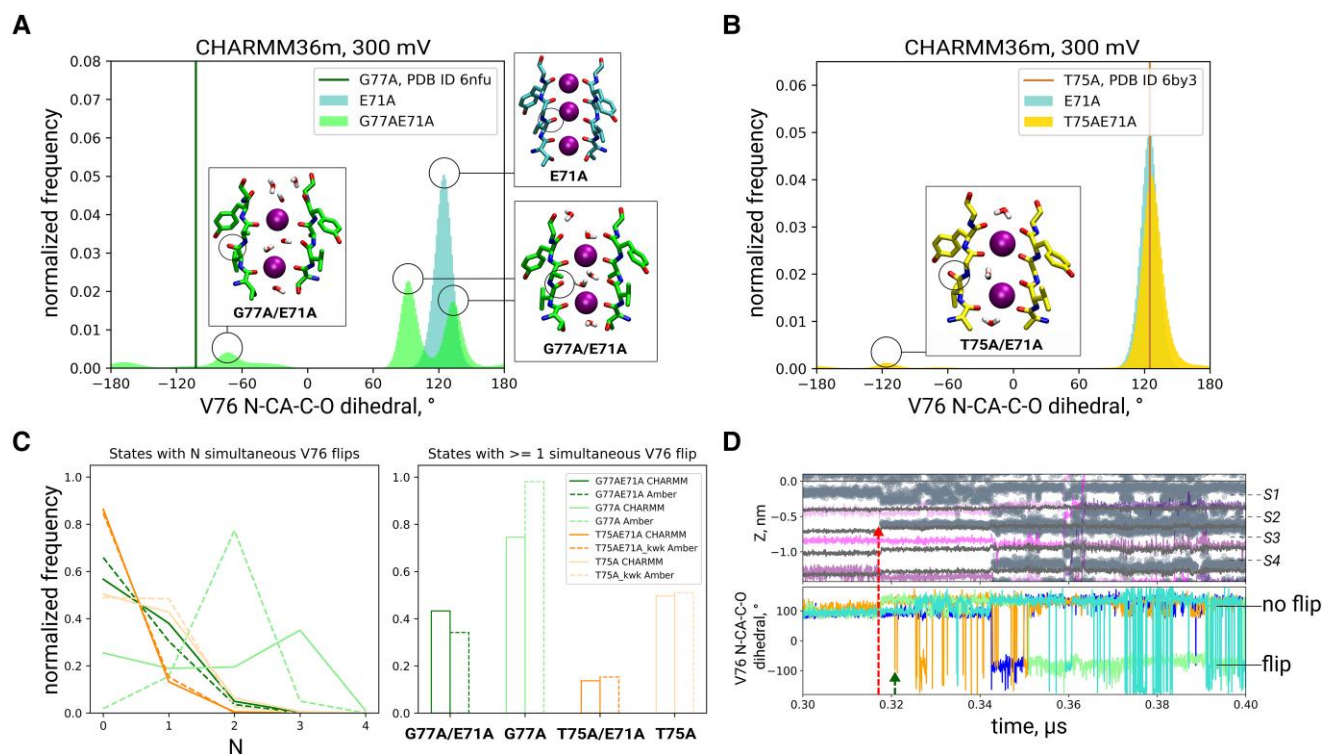 A
CHARMM36m, 300 mV
normalized frequency
0.08
0.07
0.06
0.05
0.04
0.03
0.02
0.01
0.00
G77A, PDB ID 6nfu
E71A
G77AE71A
E71A
G77A/E71A
G77A/E71A
−180
−120
−60
0
60
120
180
V76 N-CA-C-O dihedral, °
B
CHARMM36m, 300 mV
normalized frequency
0.06
0.05
0.04
0.03
0.02
0.01
0.00
T75A, PDB ID 6by3
E71A
T75AE71A
T75A/E71A
−180
−120
−60
0
60
120
180
V76 N-CA-C-O dihedral, °
C
States with N simultaneous V76 flips
normalized frequency
1.0
0.8
0.6
0.4
0.2
0.0
0
1
2
3
4
N
States with >= 1 simultaneous V76 flip
1.0
0.8
0.6
0.4
0.2
0.0
G77AE71A CHARMM
G77AE71A Amber
G77A CHARMM
G77A Amber
T75AE71A CHARMM
T75AE71A_kwk Amber
T75A CHARMM
T75A_kwk Amber
G77A/E71A
G77A
T75A/E71A
T75A
D
Z, nm
0.0
−0.5
−1.0
S1
S2
S3
S4
V76 N-CA-C-O
dihedral, °
100
0
−100
no flip
flip
0.30
0.32
0.34
0.36
0.38
0.40
time, µs